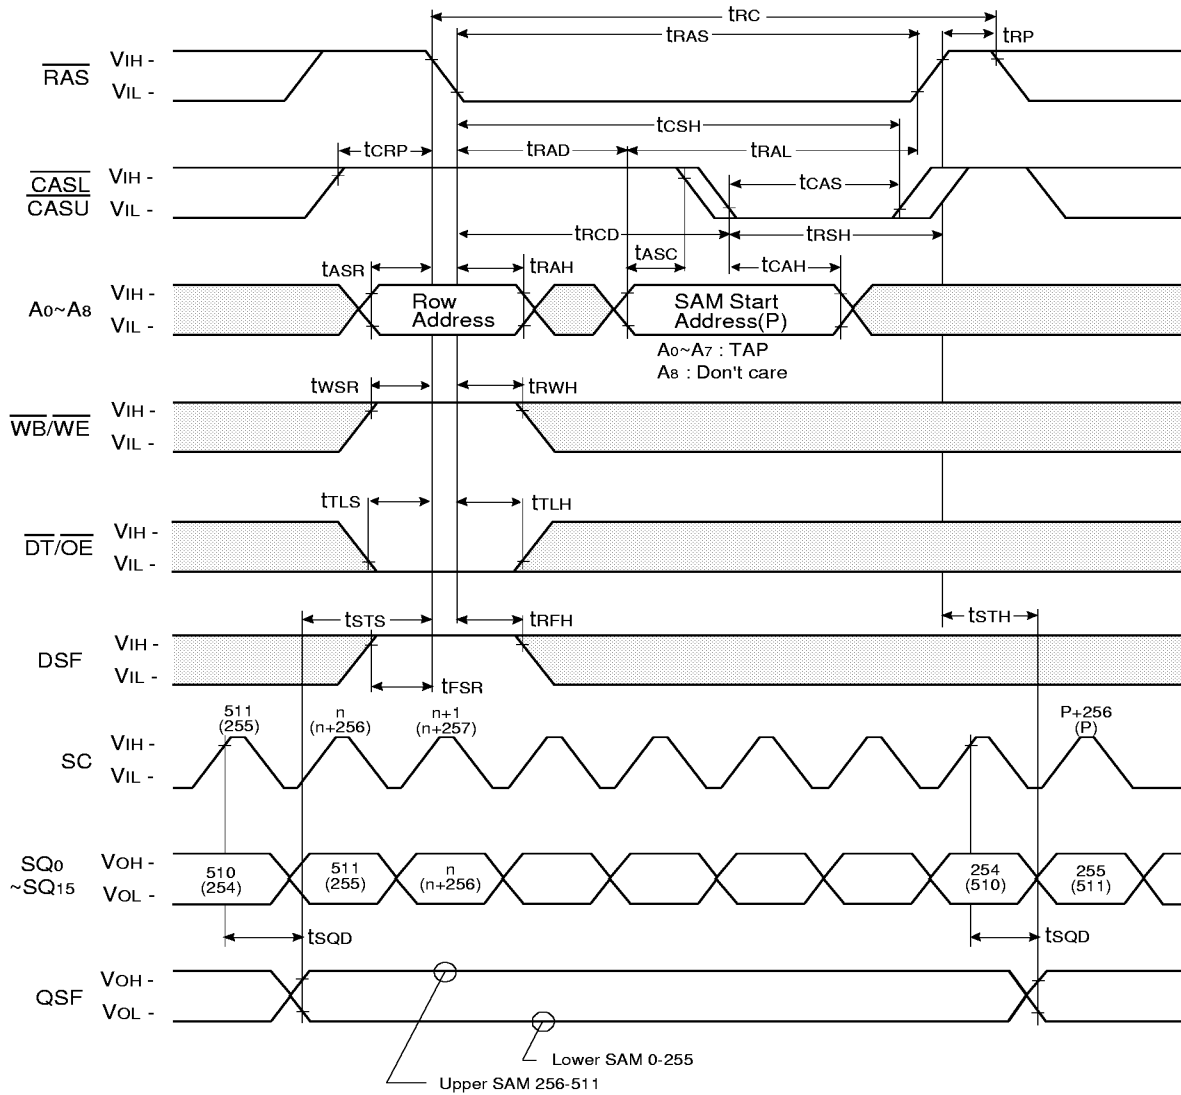 tRC
tRAS
tRP
RAS
VIH -
VIL -
tCSH
tCRP
tRAD
tRAL
CASL
CASU
VIH -
VIL -
tCAS
tRCD
tRSH
tASC
tASR
tRAH
tCAH
A0~A8
VIH -
VIL -
Row
Address
SAM Start
Address(P)
A0~A7 : TAP
A8 : Don't care
tWSR
tRWH
WB/WE
VIH -
VIL -
tTLS
tTLH
DT/OE
VIH -
VIL -
tSTS
tRFH
tSTH
DSF
VIH -
VIL -
tFSR
511
(255)
n
(n+256)
n+1
(n+257)
P+256
(P)
SC
VIH -
VIL -
SQ0
~SQ15
VOH -
VOL -
510
(254)
511
(255)
n
(n+256)
254
(510)
255
(511)
tSQD
tSQD
QSF
VOH -
VOL -
Lower SAM 0-255
Upper SAM 256-511